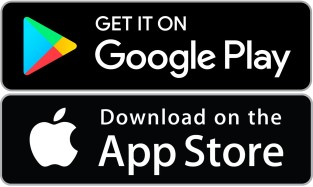 GET IT ON
Google Play
Download on the
App Store